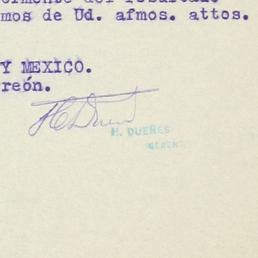 mos de Ud. afmos. attos.
Y MEXICO.
reón.
H. DUEÑES